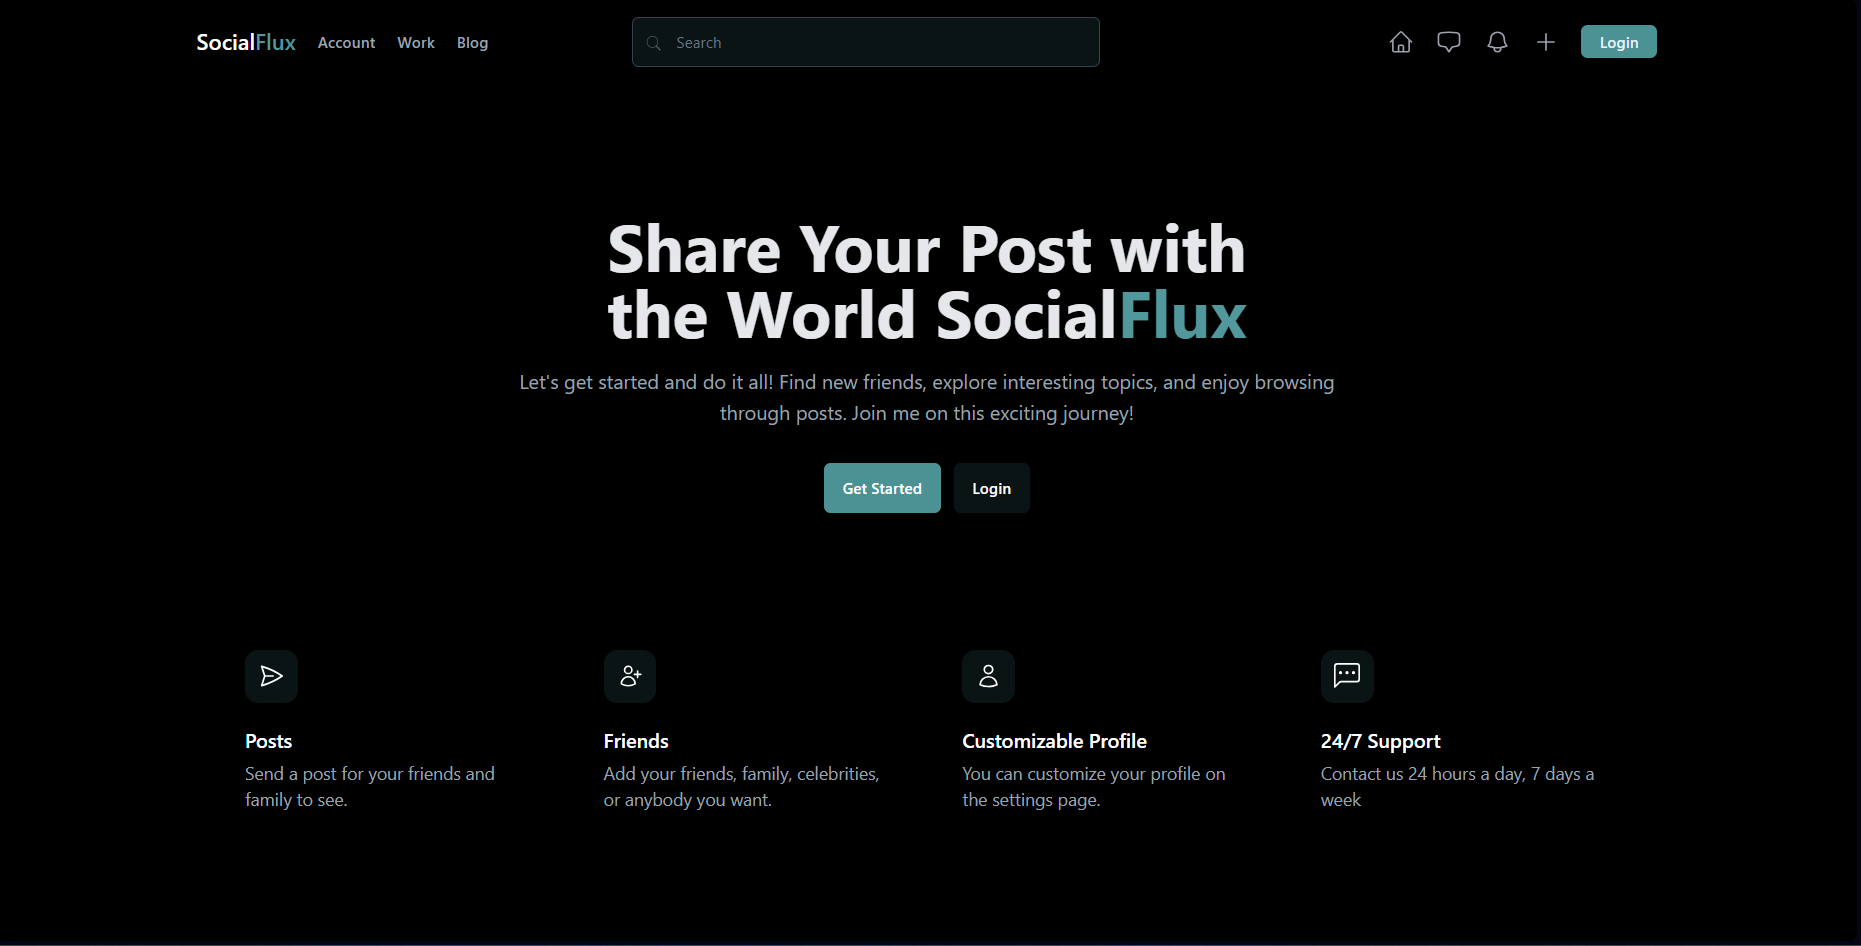 SocialFlux Account Work Blog Search Login
Share Your Post with
the World SocialFlux
Let's get started and do it all! Find new friends, explore interesting topics, and enjoy browsing
through posts. Join me on this exciting journey!
Get Started Login
Posts
Send a post for your friends and
family to see.
Friends
Add your friends, family, celebrities,
or anybody you want.
Customizable Profile
You can customize your profile on
the settings page.
24/7 Support
Contact us 24 hours a day, 7 days a
week